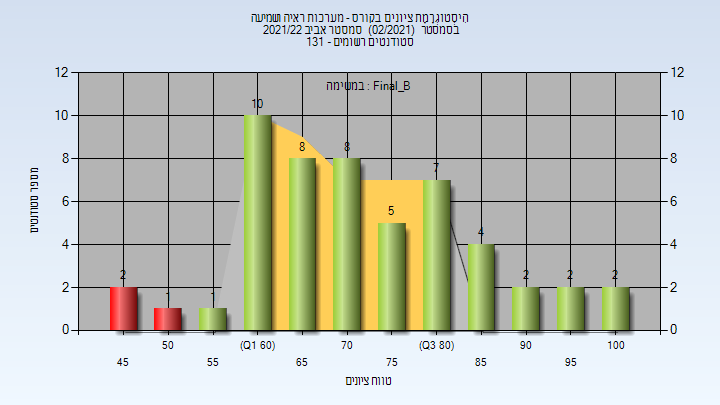 הִיסְטוֹגְרָמַת ציונים בקורס - מערכות ראיה ושמיעה
בסמסטר (02/2021) סמסטר אביב 2021/22
סטודנטים רשומים - 131
במשימה : Final_B
מספר סטודנטים
12 12
10 10
8 8
6 6
4 4
2 2
0 0
2 1 1 10 8 8 5 7 4 2 2 2
50 (Q1 60) 70 (Q3 80) 90 100
45 55 65 75 85 95
טווח ציונים